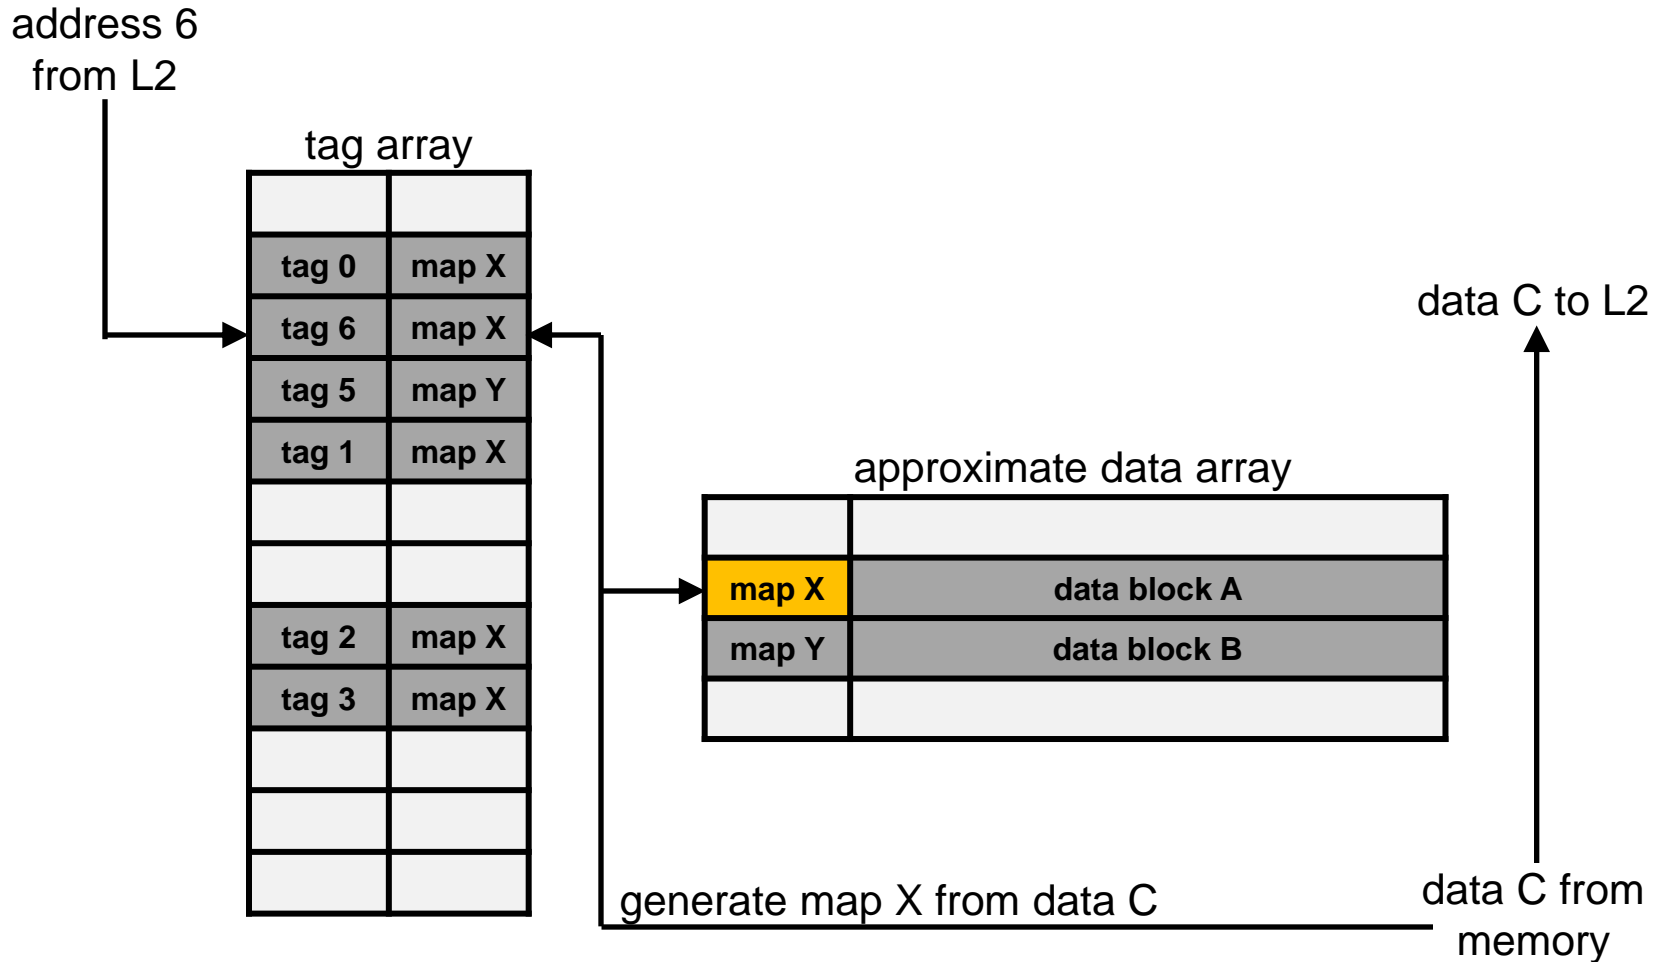 address 6
from L2
tag array
tag 0 map X
tag 6 map X
tag 5 map Y
tag 1 map X
tag 2 map X
tag 3 map X
approximate data array
map X data block A
map Y data block B
data C to L2
generate map X from data C
data C from
memory